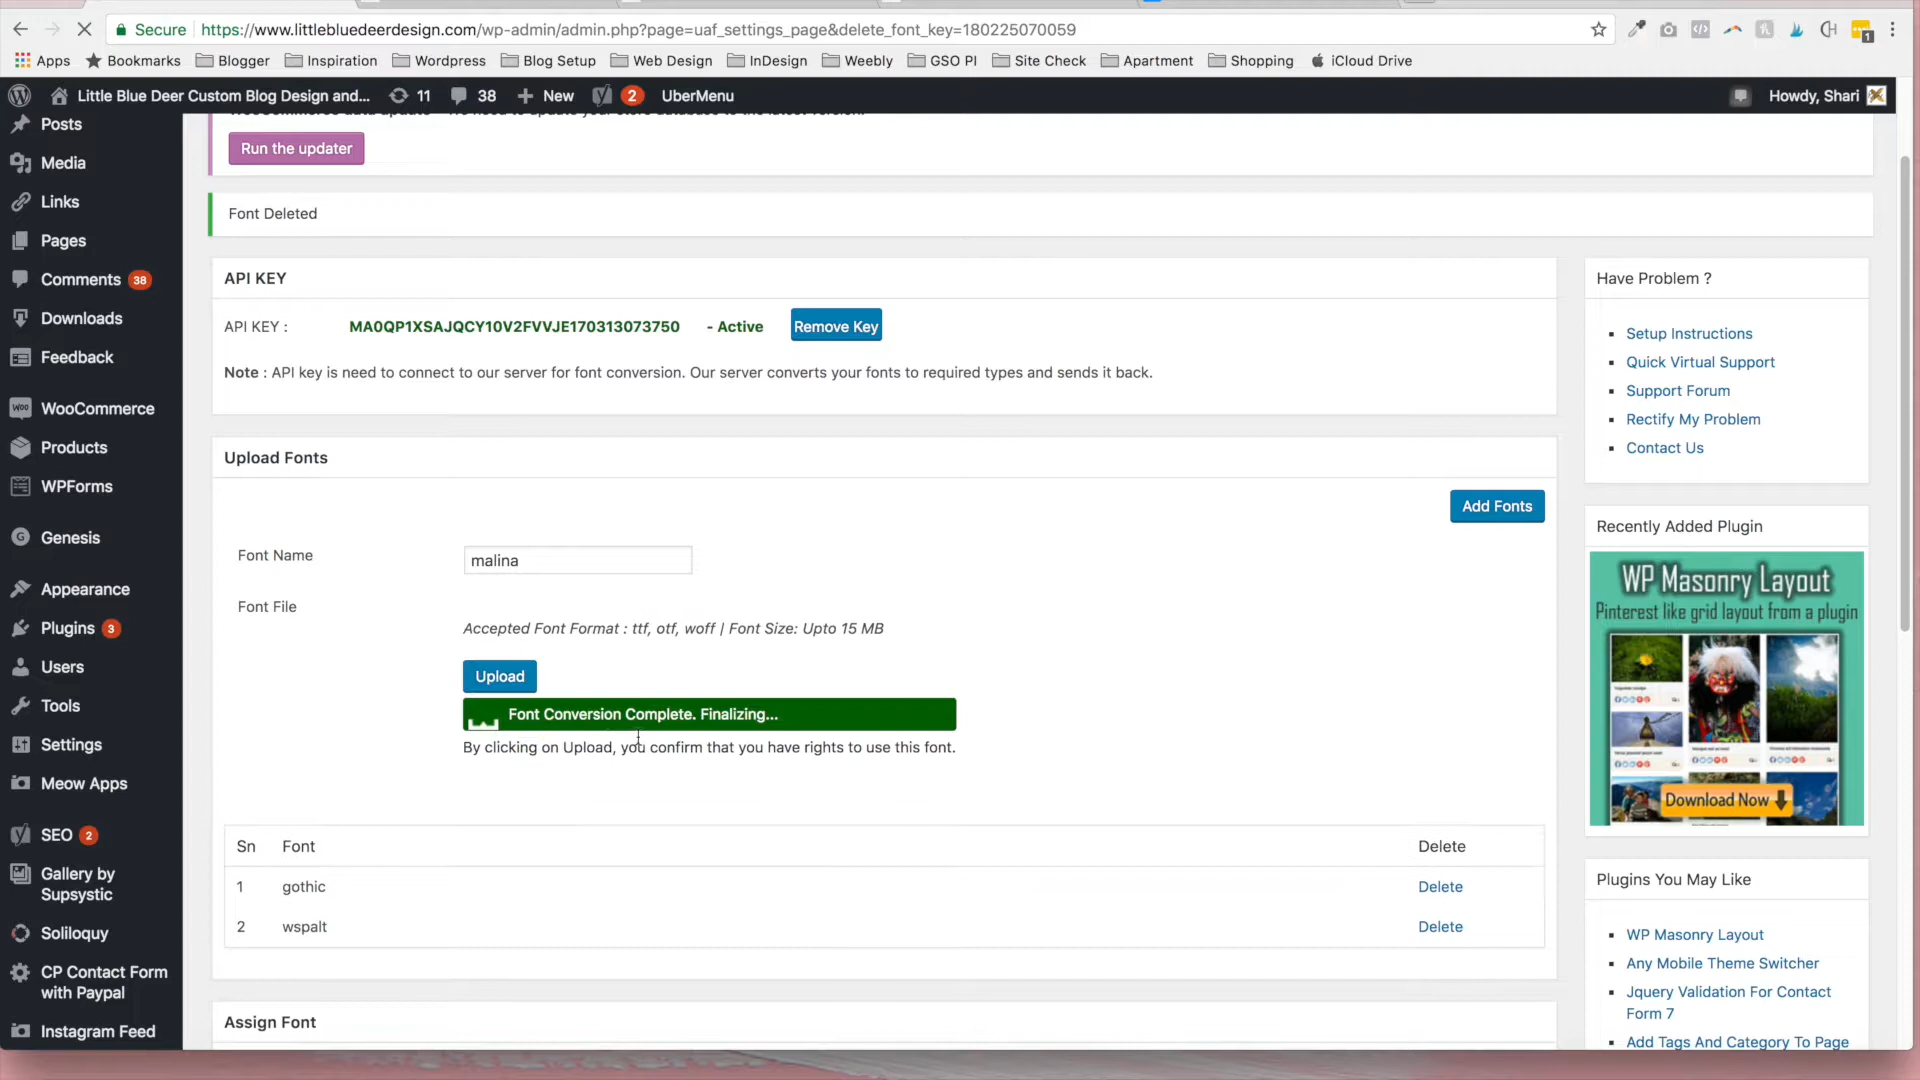 Secure https://www.littlebluedeerdesign.com/wp-admin/admin.php?page=uaf_settings_page&delete_font_key=180225070059
1
Apps Bookmarks Blogger Inspiration Wordpress Blog Setup Web Design InDesign Weebly GSO PI Site Check Apartment Shopping iCloud Drive
Little Blue Deer Custom Blog Design and... 11 38 New 2 UberMenu Howdy, Shari
Posts
Media
Links
Pages
Comments 38
Downloads
Feedback
WooCommerce
Products
WPForms
Genesis
Appearance
Plugins 3
Users
Tools
Settings
Meow Apps
SEO 2
Gallery by
Supsystic
Soliloquy
CP Contact Form
with Paypal
Instagram Feed
Run the updater
Font Deleted
API KEY
API KEY : MA0QP1XSAJQCY10V2FVVJE170313073750 - Active Remove Key
Note : API key is need to connect to our server for font conversion. Our server converts your fonts to required types and sends it back.
Upload Fonts
Add Fonts
Font Name malina
Font File
Accepted Font Format : ttf, otf, woff | Font Size: Upto 15 MB
Upload
Font Conversion Complete. Finalizing...
By clicking on Upload, you confirm that you have rights to use this font.
Sn Font Delete
1 gothic Delete
2 wspalt Delete
Assign Font
Have Problem ?
Setup Instructions
Quick Virtual Support
Support Forum
Rectify My Problem
Contact Us
Recently Added Plugin
WP Masonry Layout
Pinterest like grid layout from a plugin
Download Now
Plugins You May Like
WP Masonry Layout
Any Mobile Theme Switcher
Jquery Validation For Contact
Form 7
Add Tags And Category To Page